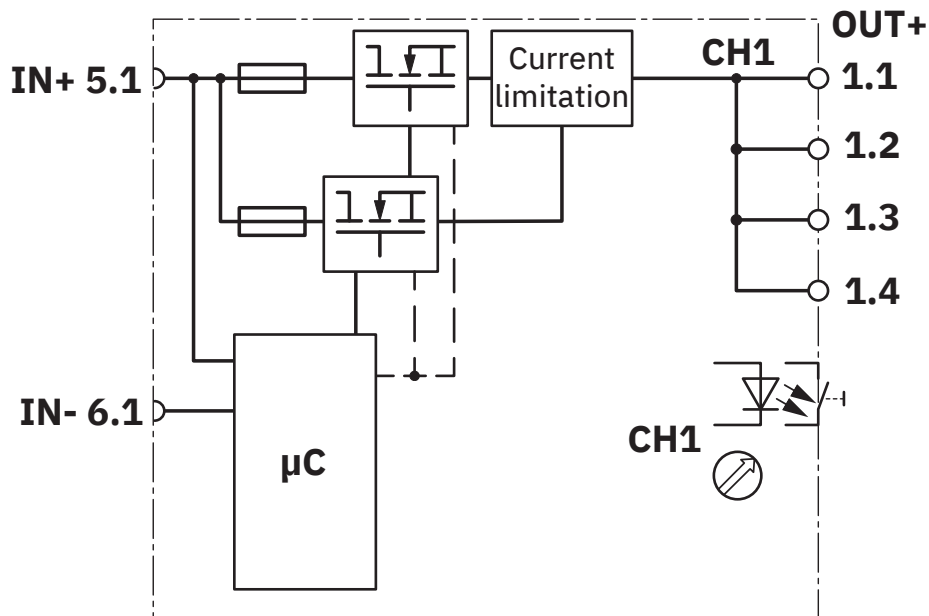 OUT+
IN+ 5.1
Current
limitation
CH1
1.1
1.2
1.3
1.4
IN- 6.1
CH1
µC